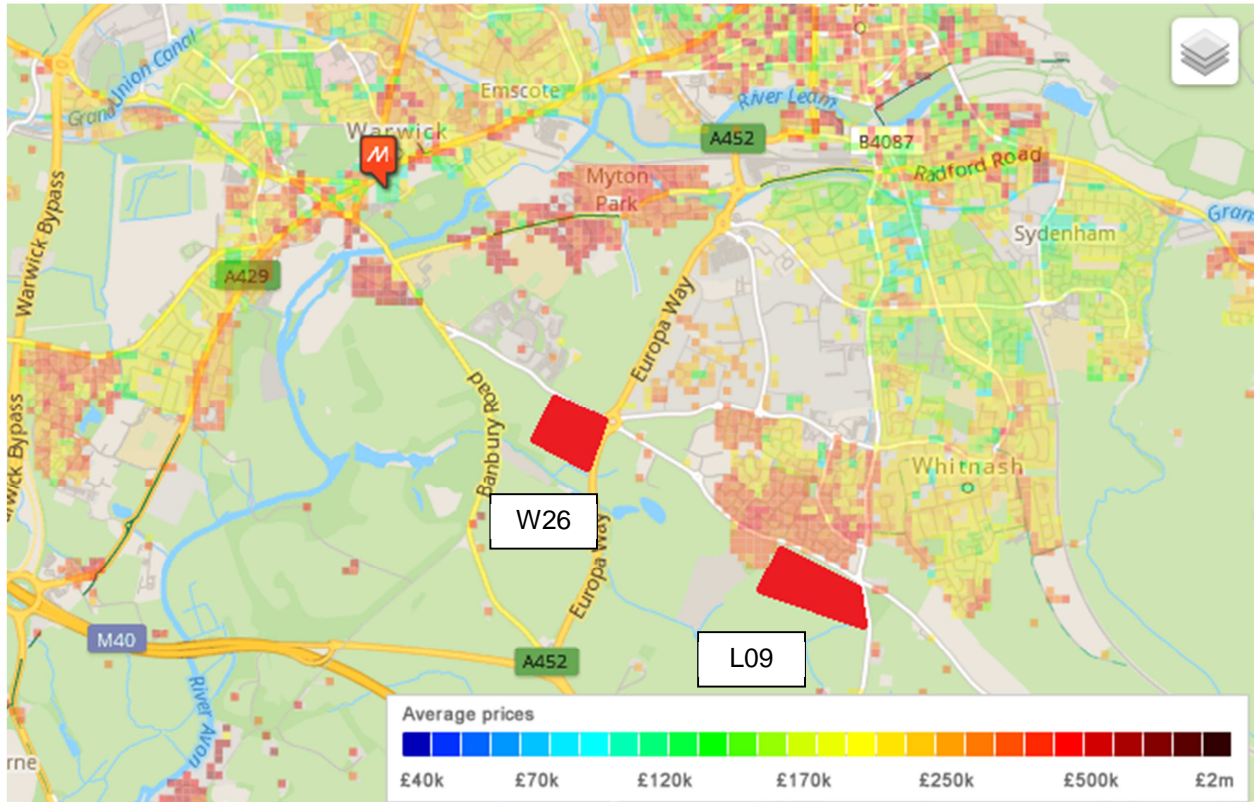 Grand Union Canal
Warwick
Emscote
River Leam
A452
B4087
Radford Road
Myton
Park
Sydenham
Warwick Bypass
A429
Europa Way
Banbury Road
Whitnash
W26
Europa Way
L09
M40
A452
River Avon
Average prices
£40k £70k £120k £170k £250k £500k £2m